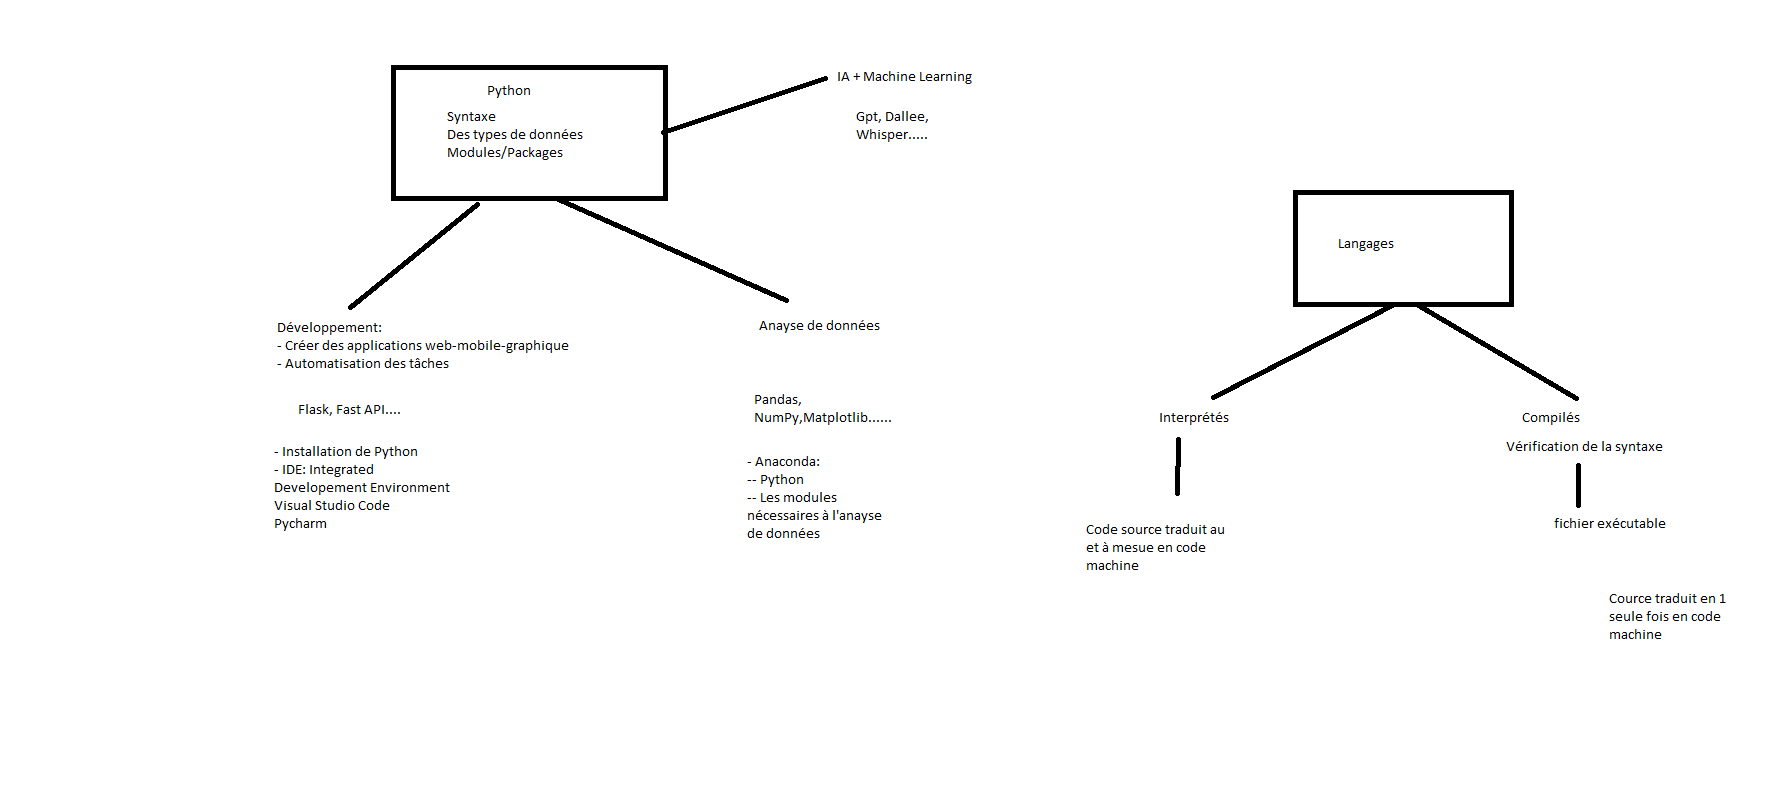 Python
Syntaxe
Des types de données
Modules/Packages
IA + Machine Learning
Gpt, Dallee,
Whisper.....
Développement:
- Créer des applications web-mobile-graphique
- Automatisation des tâches
Flask, Fast API....
- Installation de Python
- IDE: Integrated
Developement Environment
Visual Studio Code
Pycharm
Anayse de données
Pandas,
NumPy,Matplotlib......
- Anaconda:
-- Python
-- Les modules
nécessaires à l'anayse
de données
Langages
Interprétés
Code source traduit au
et à mesue en code
machine
Compilés
Vérification de la syntaxe
fichier exécutable
Cource traduit en 1
seule fois en code
machine